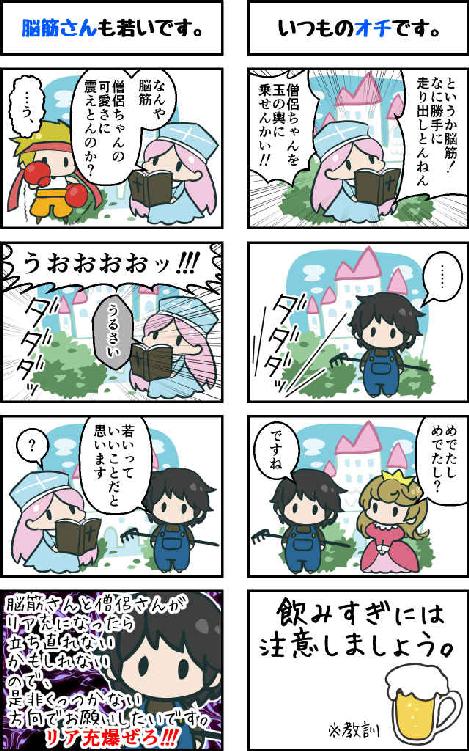 脳筋さんも若いです。
なんや
脳筋
僧侶ちゃんの
可愛さに
震えとんのか?
…う、
うおおおおッ!!!
うるさい
ダダダダッ
若いって
いいことだと
思います
?
脳筋さんと僧侶さんが
リア充になったら
立ち直れない
かもしれない
ので、
是非くっつかない
方向でお願いしたいです。
リア充爆ぜろ!!!
いつものオチです。
というか脳筋!
なに勝手に
走り出しとんねん
僧侶ちゃんを
玉の輿に
乗せんかい!!
……
ダダダダッ
めでたし
めでたし?
ですね
飲みすぎには
注意しましょう。
※教訓